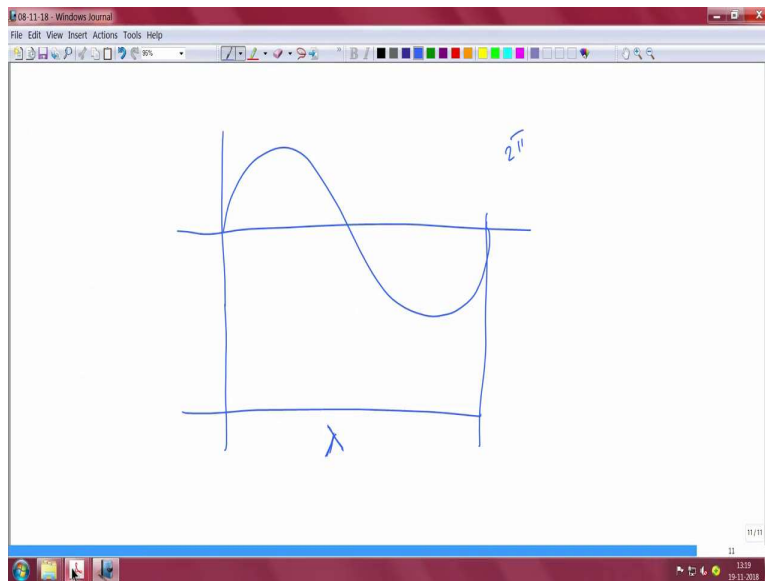 08-11-18 - Windows Journal
File Edit View Insert Actions Tools Help
95%
B I
2π
λ
11 / 11
11
13:19
19-11-2018